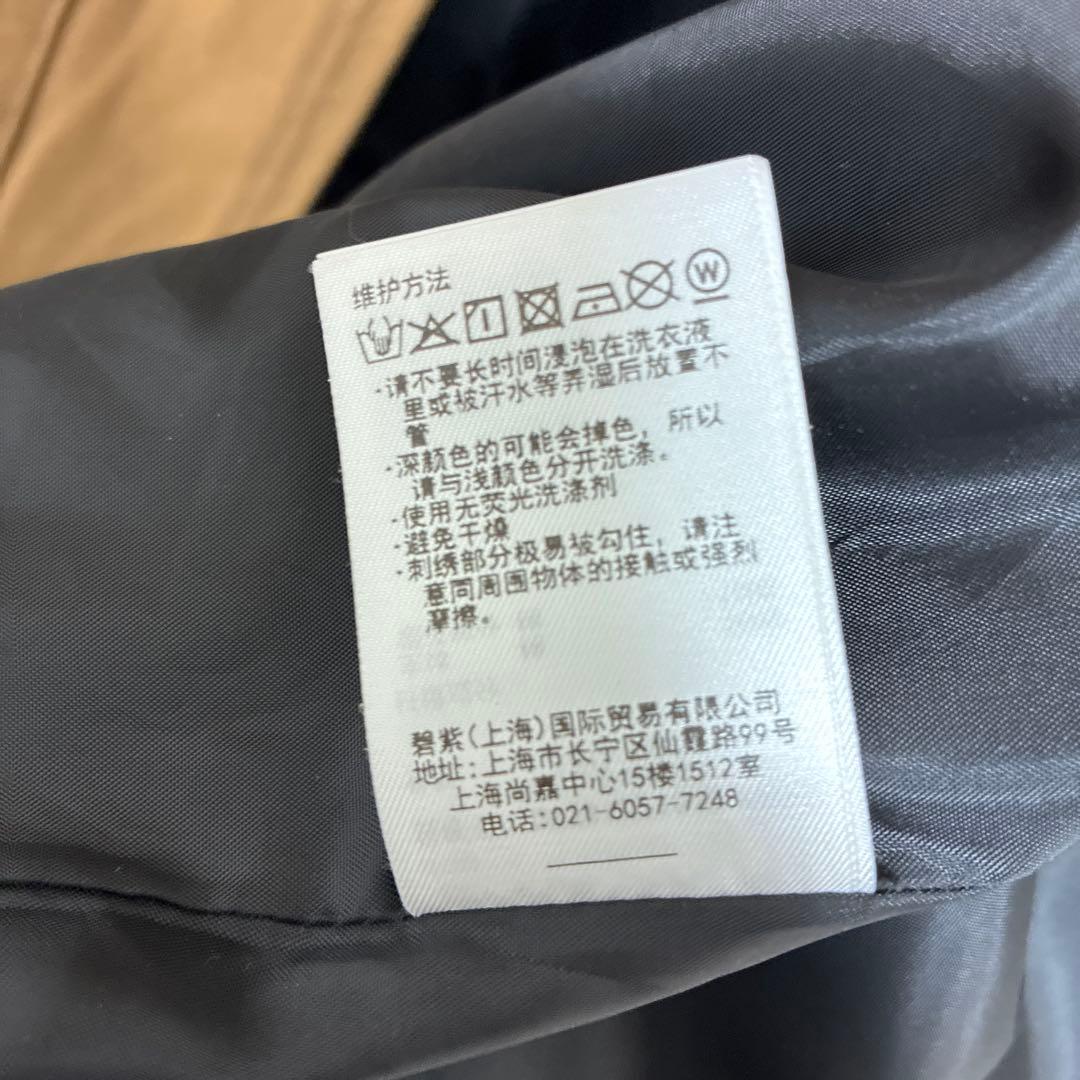 维护方法
W
·请不要长时间浸泡在洗衣液
里或被汗水等弄湿后放置不
管
·深颜色的可能会掉色，所以
请与浅颜色分开洗涤。
·使用无荧光洗涤剂
·避免干燥
·刺绣部分极易被勾住，请注
意同周围物体的接触或强烈
摩擦。
碧紫(上海)国际贸易有限公司
地址:上海市长宁区仙霞路99号
上海尚嘉中心15楼1512室
电话:021-6057-7248